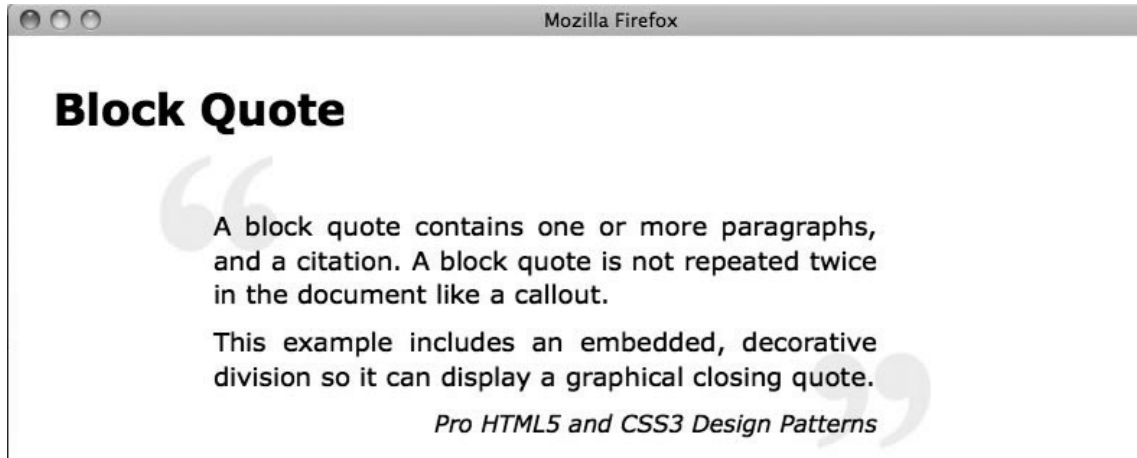 Mozilla Firefox
Block Quote
“
A block quote contains one or more paragraphs,
and a citation. A block quote is not repeated twice
in the document like a callout.
This example includes an embedded, decorative
division so it can display a graphical closing quote.
”
Pro HTML5 and CSS3 Design Patterns